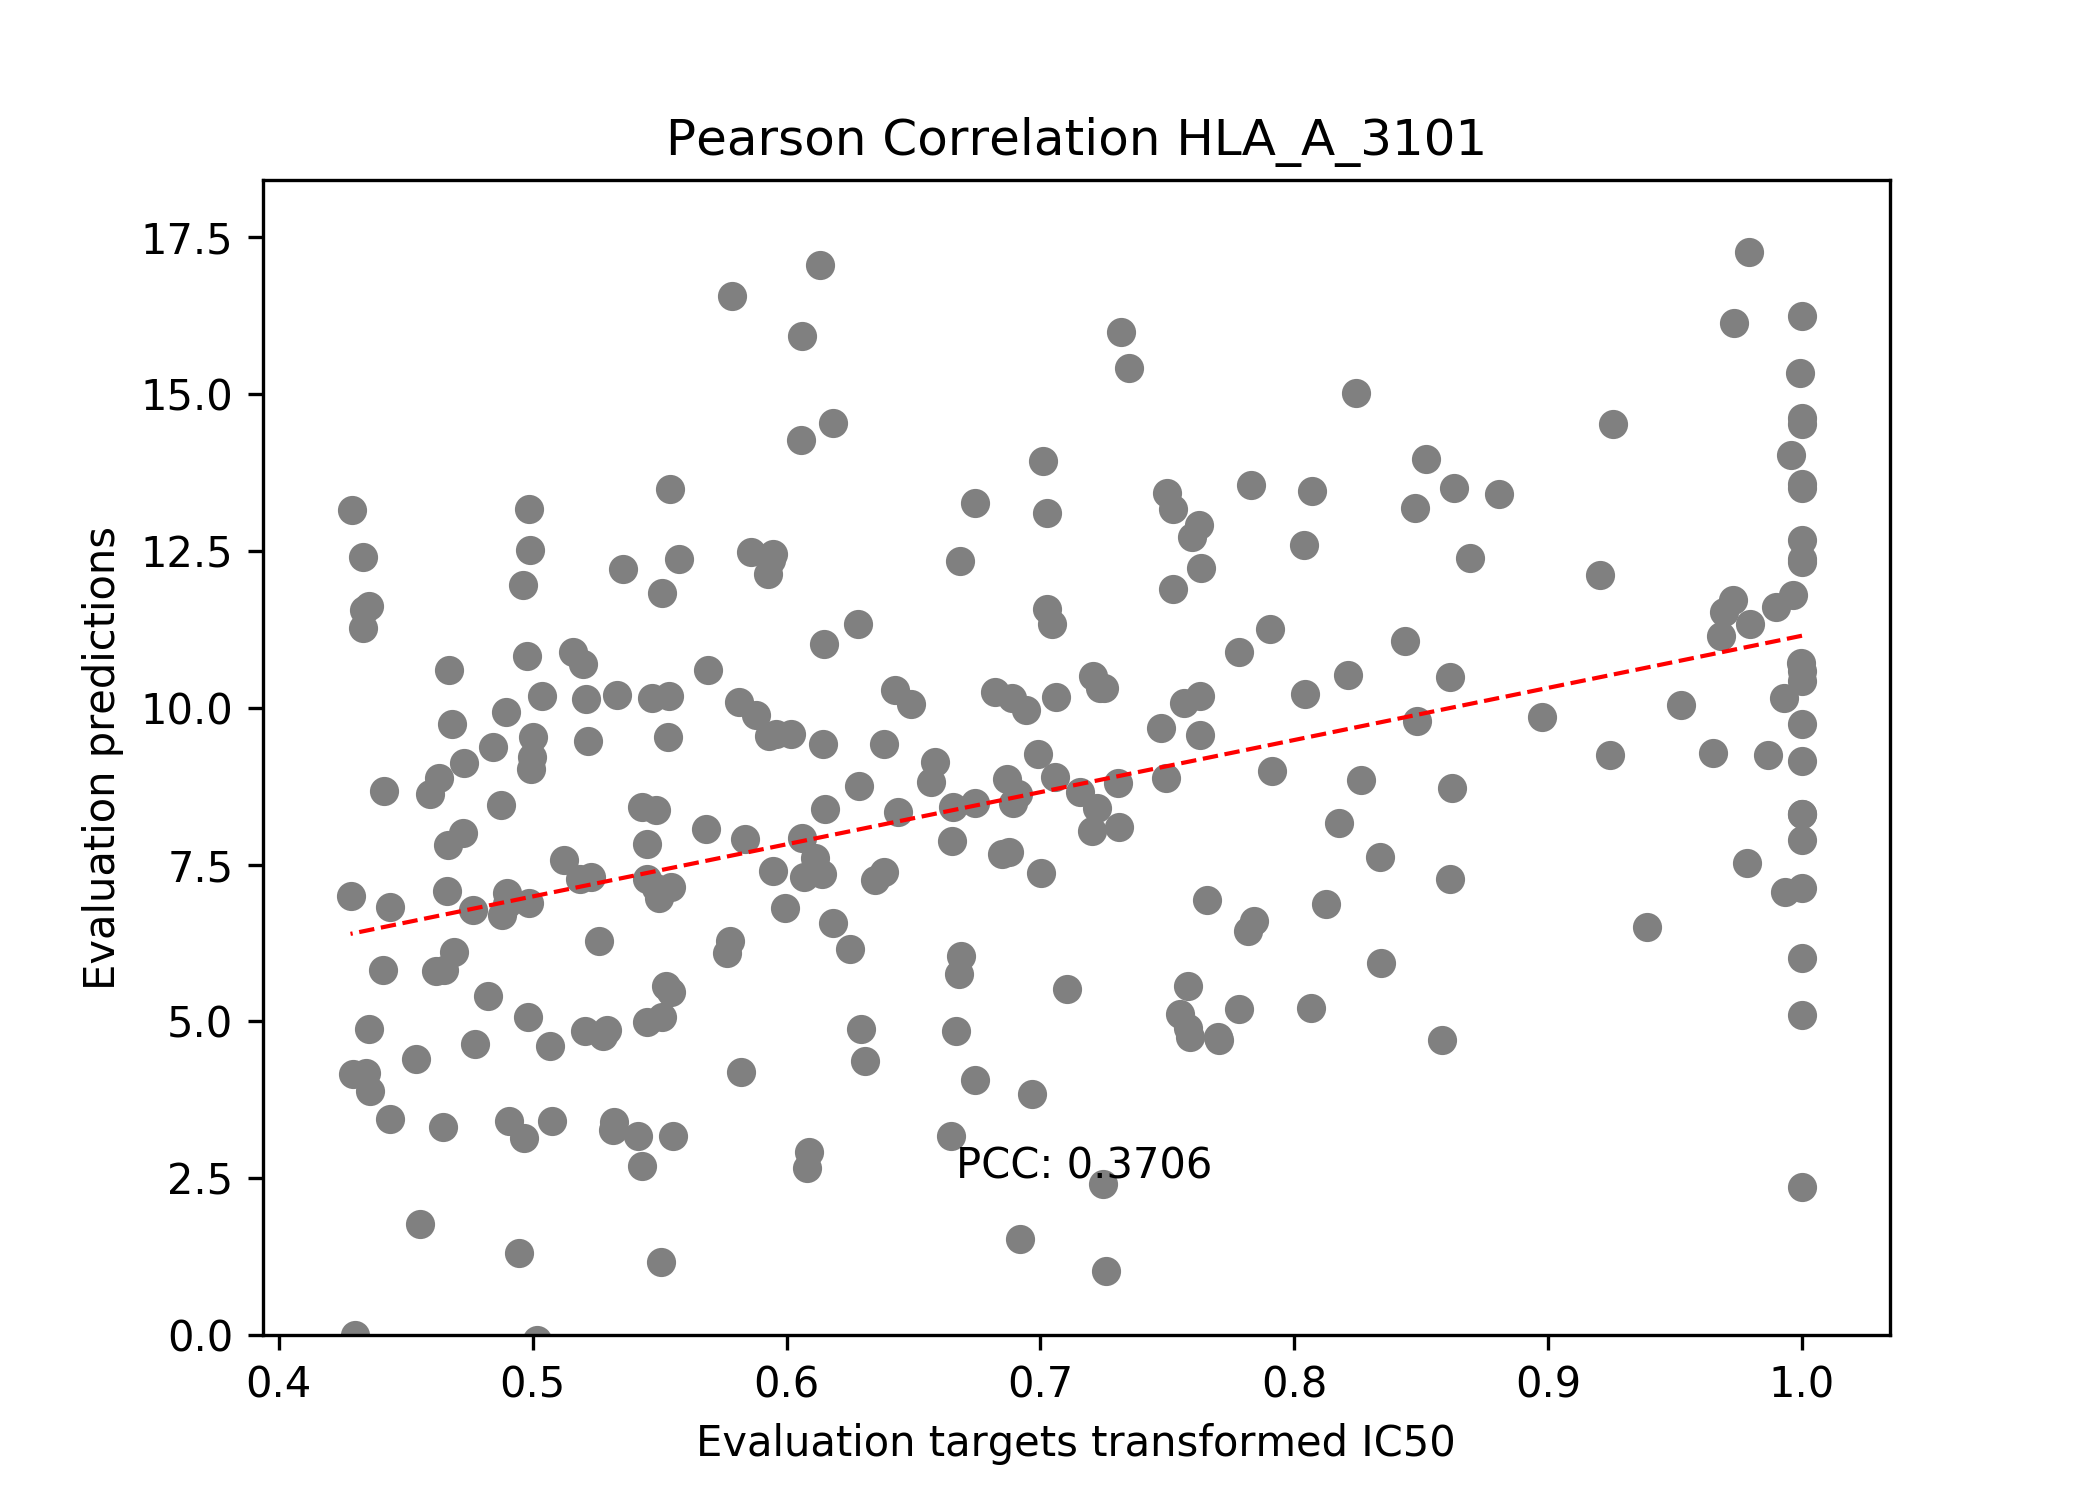 Pearson Correlation HLA_A_3101
17.5
15.0
12.5
10.0
7.5
5.0
2.5
0.0
Evaluation predictions
PCC: 0.3706
0.4 0.5 0.6 0.7 0.8 0.9 1.0
Evaluation targets transformed IC50